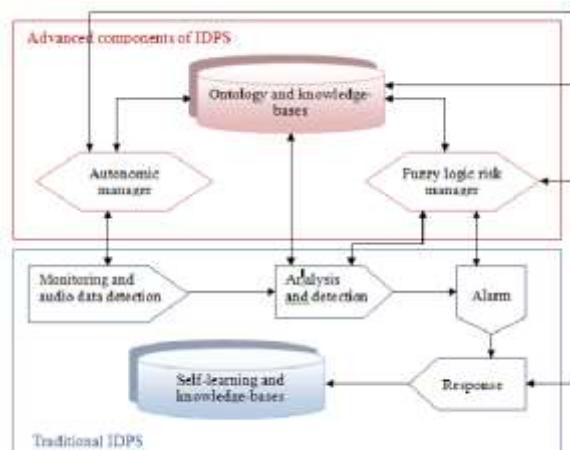 Advanced components of IDPS
Ontology and knowledge-
bases
Autonomic
manager
Fuzzy logic risk
manager
Monitoring and
audio data detection
Analysis
and detection
Alarm
Self-learning and
knowledge-bases
Response
Traditional IDPS